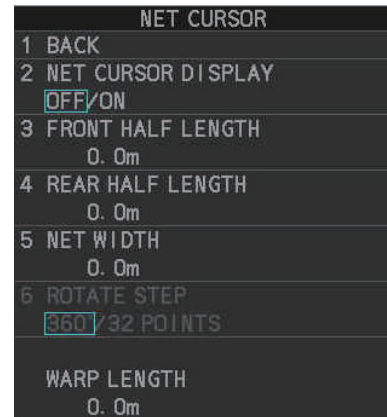 NET CURSOR
1 BACK
2 NET CURSOR DISPLAY
OFF/ON
3 FRONT HALF LENGTH
0.0m
4 REAR HALF LENGTH
0.0m
5 NET WIDTH
0.0m
6 ROTATE STEP
360°/32 POINTS
WARP LENGTH
0.0m